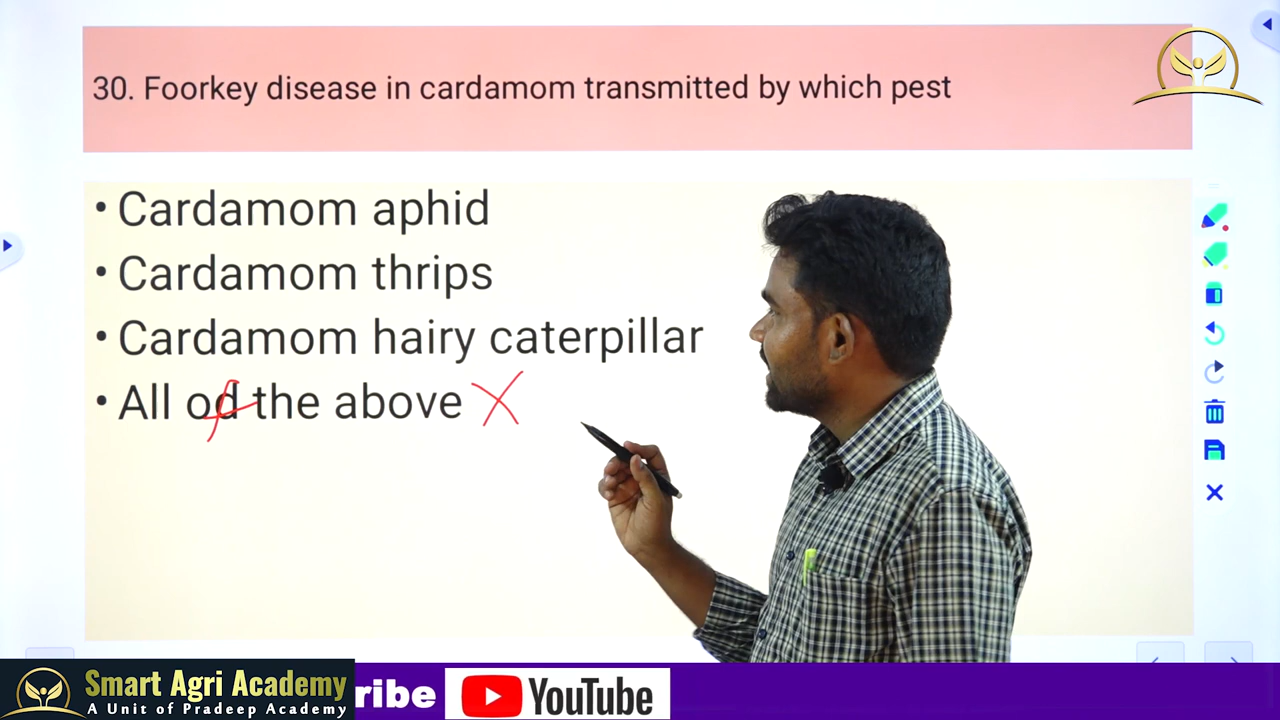 30. Foorkey disease in cardamom transmitted by which pest
• Cardamom aphid
• Cardamom thrips
• Cardamom hairy caterpillar
• All od the above
Smart Agri Academy
A Unit of Pradeep Academy
ribe
YouTube